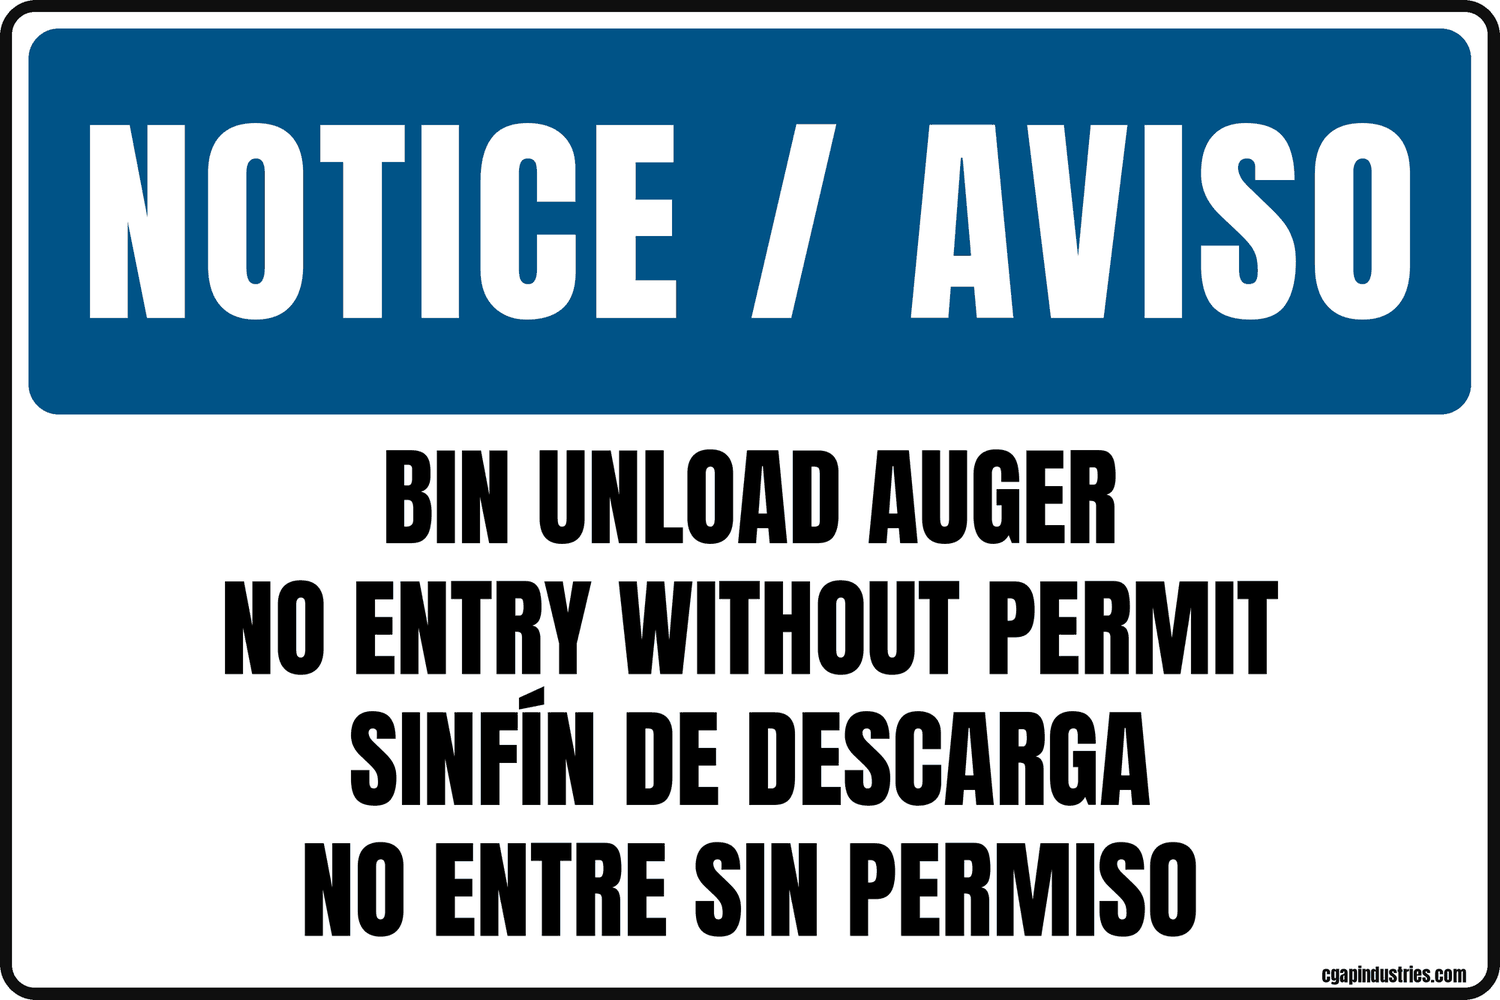 NOTICE / AVISO
BIN UNLOAD AUGER
NO ENTRY WITHOUT PERMIT
SINFÍN DE DESCARGA
NO ENTRE SIN PERMISO
cgapindustries.com